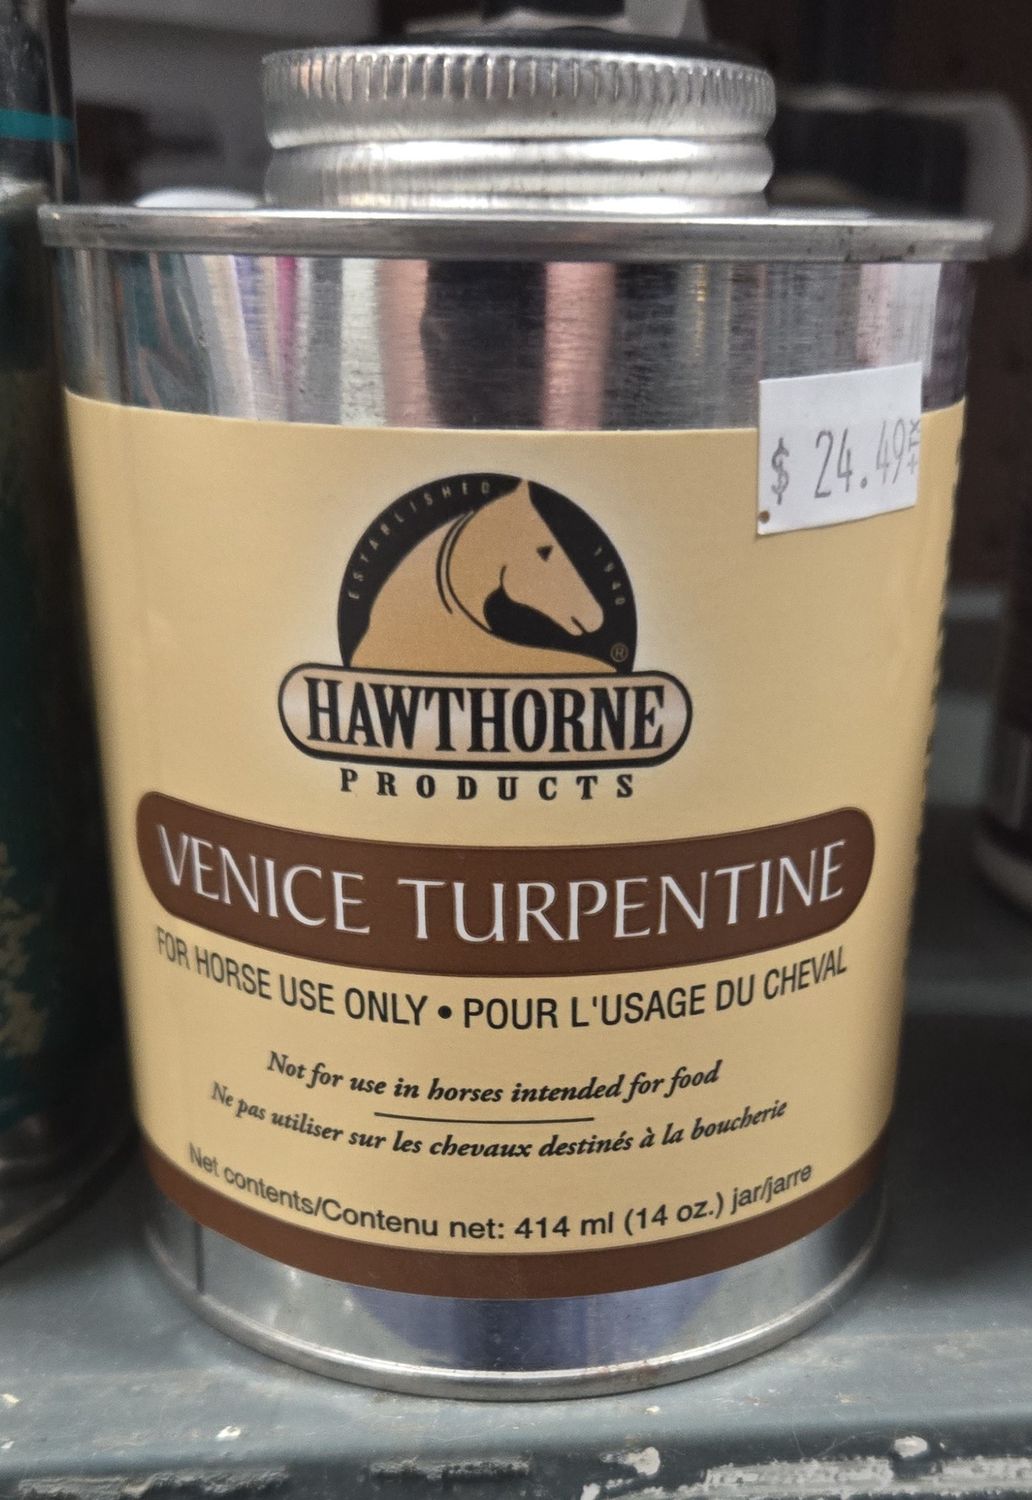 $ 24.49
ESTABLISHED 1940
®
HAWTHORNE
PRODUCTS
VENICE TURPENTINE
FOR HORSE USE ONLY • POUR L'USAGE DU CHEVAL
Not for use in horses intended for food
Ne pas utiliser sur les chevaux destinés à la boucherie
Net contents/Contenu net: 414 ml (14 oz.) jar/jarre